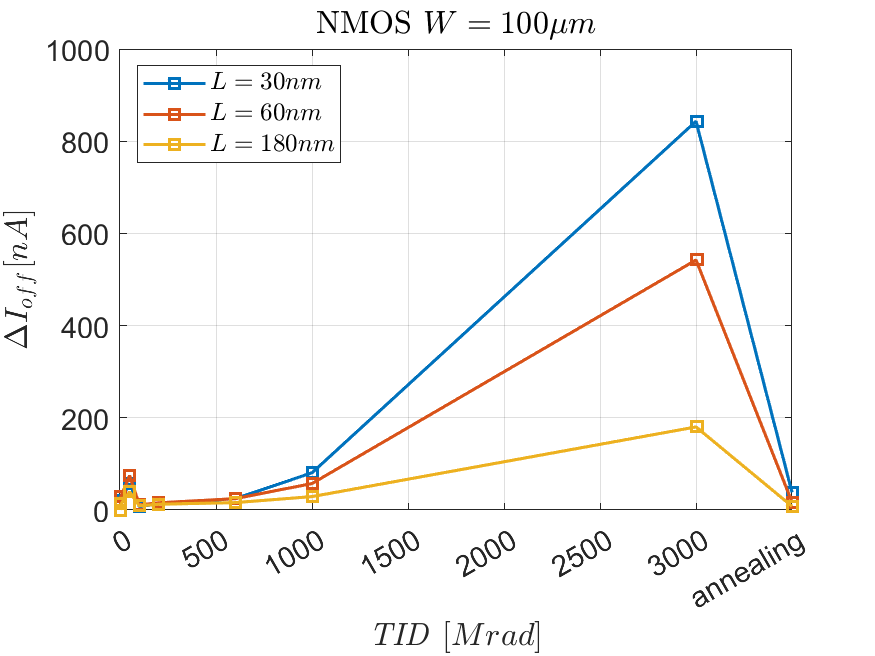 NMOS W = 100μm
1000
800
600
400
200
0
ΔI_off [nA]
L = 30nm
L = 60nm
L = 180nm
0
500
1000
1500
2000
2500
3000
annealing
TID [Mrad]